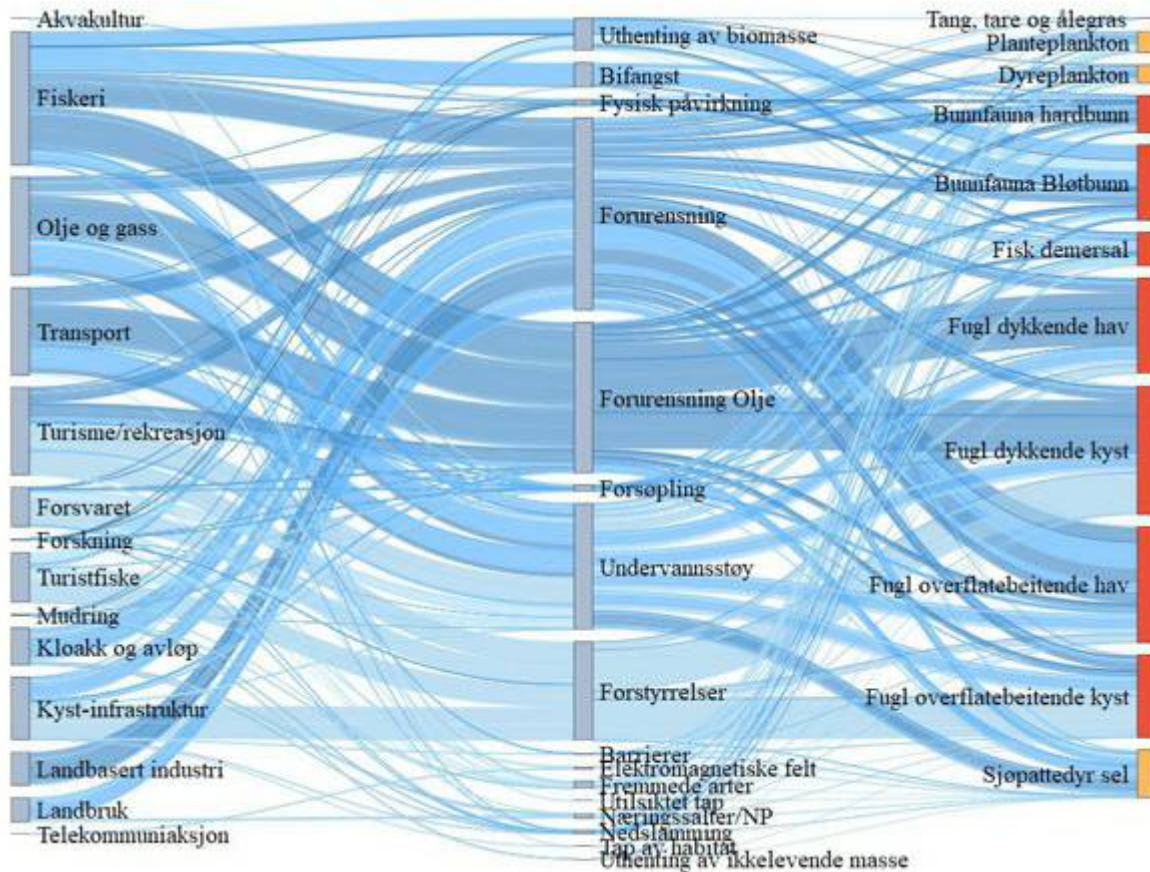 Akvakultur
Fiskeri
Olje og gass
Transport
Turisme/rekreasjon
Forsvaret
Forskning
Turistfiske
Mudring
Kloakk og avløp
Kyst-infrastruktur
Landbasert industri
Landbruk
Telekommuniaksjon
Uthenting av biomasse
Bifangst
Fysisk påvirkning
Forurensning
Forurensning Olje
Forsøpling
Undervannsstøy
Forstyrrelser
Barrierer
Elektromagnetiske felt
Fremmede arter
Utilsiktet tap
Næringssalter/NP
Nedslamming
Tap av habitat
Uthenting av ikkelevende masse
Tang, tare og ålegras
Planteplankton
Dyreplankton
Bunnfauna hardbunn
Bunnfauna Bløtbunn
Fisk demersal
Fugl dykkende hav
Fugl dykkende kyst
Fugl overflatebeitende hav
Fugl overflatebeitende kyst
Sjøpattedyr sel